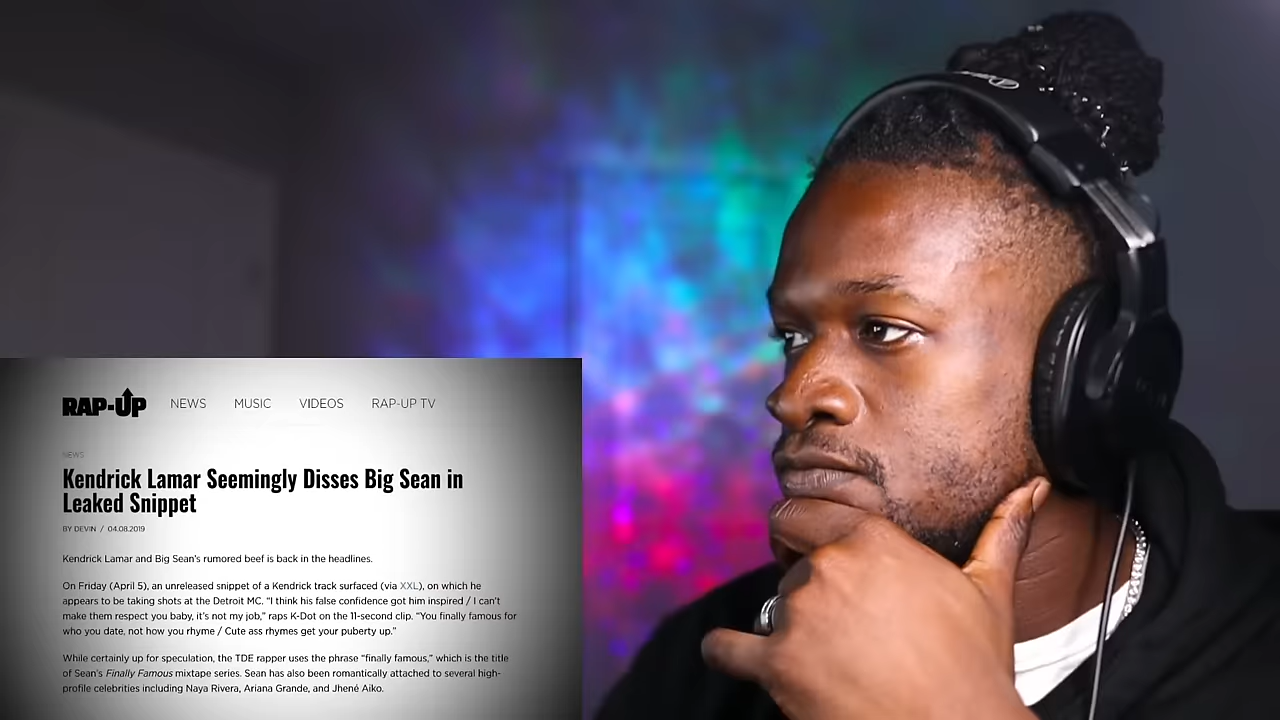 RAP-UP NEWS MUSIC VIDEOS RAP-UP TV
NEWS
Kendrick Lamar Seemingly Disses Big Sean in
Leaked Snippet
BY DEVIN / 04.08.2019
Kendrick Lamar and Big Sean's rumored beef is back in the headlines.
On Friday (April 5), an unreleased snippet of a Kendrick track surfaced (via XXL), on which he
appears to be taking shots at the Detroit MC. "I think his false confidence got him inspired / I can't
make them respect you baby, it's not my job," raps K-Dot on the 11-second clip. "You finally famous for
who you date, not how you rhyme / Cute ass rhymes get your puberty up."
While certainly up for speculation, the TDE rapper uses the phrase "finally famous," which is the title
of Sean's Finally Famous mixtape series. Sean has also been romantically attached to several high-
profile celebrities including Naya Rivera, Ariana Grande, and Jhené Aiko.